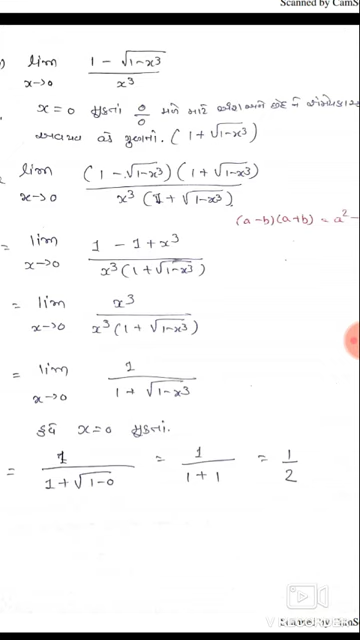 Scanned by CamS
lim x→0 (1 - √(1-x³)) / x³
x = 0 મુકતાં 0/0 મળે માટે અંશ અને છેદ ને
અવયવ વડે ગુણતાં. (1 + √(1-x³))
lim x→0 (1 - √(1-x³)) (1 + √(1-x³)) / x³ (1 + √(1-x³))
(a-b)(a+b) = a² -
= lim x→0 (1 - 1 + x³) / x³(1 + √(1-x³))
= lim x→0 x³ / x³(1 + √(1-x³))
= lim x→0 1 / (1 + √(1-x³))
x=0 મુકતાં.
= 1 / (1 + √(1-0)) = 1 / (1 + 1) = 1/2
Scanned by CamS